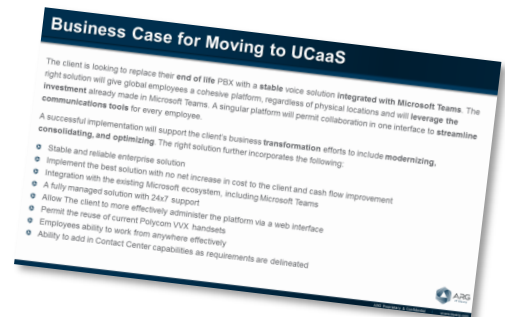 Business Case for Moving to UCaaS
The client is looking to replace their end of life PBX with a stable voice solution integrated with Microsoft Teams. The
right solution will give global employees a cohesive platform, regardless of physical locations and will leverage the
investment already made in Microsoft Teams. A singular platform will permit collaboration in one interface to streamline
communications tools for every employee.
A successful implementation will support the client's business transformation efforts to include modernizing,
consolidating, and optimizing. The right solution further incorporates the following:
Stable and reliable enterprise solution
Implement the best solution with no net increase in cost to the client and cash flow improvement
Integration with the existing Microsoft ecosystem, including Microsoft Teams
A fully managed solution with 24x7 support
Allow The client to more effectively administer the platform via a web interface
Permit the reuse of current Polycom VVX handsets
Employees ability to work from anywhere effectively
Ability to add in Contact Center capabilities as requirements are delineated
ARG